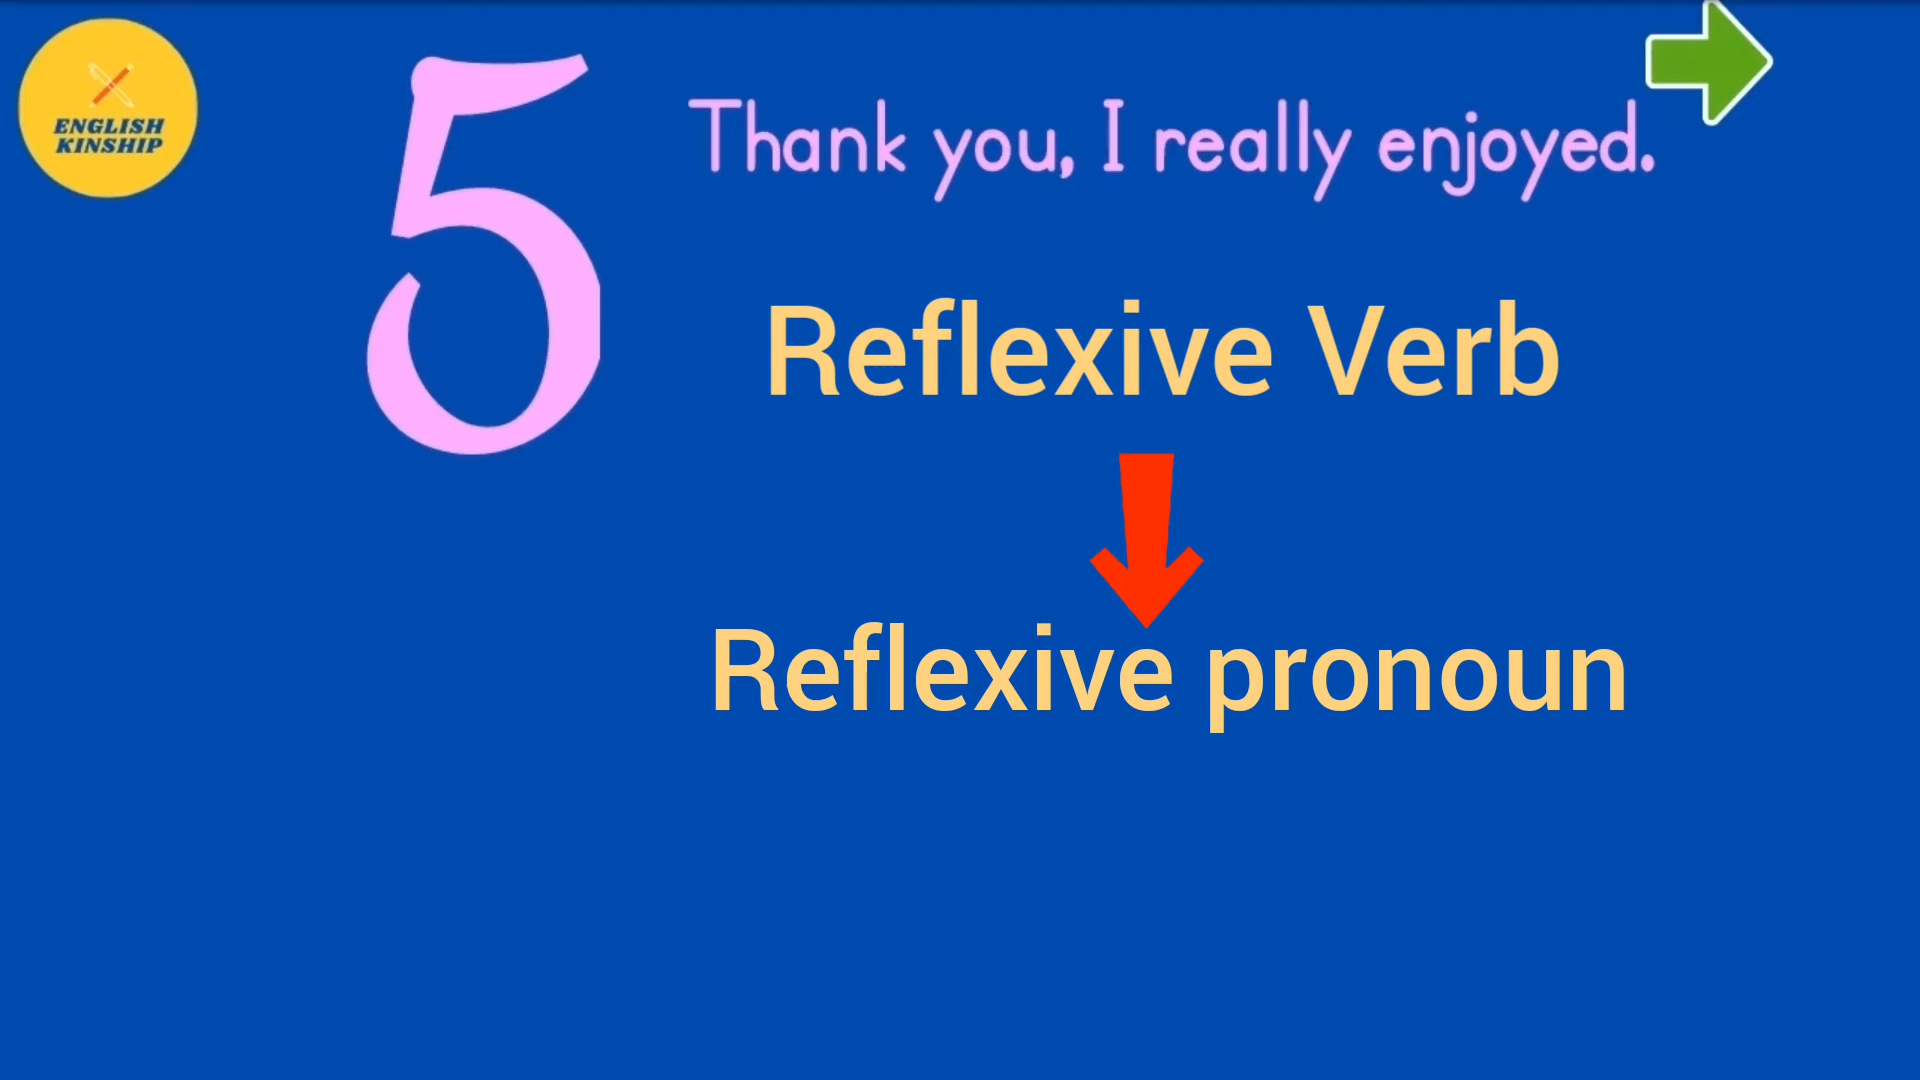 ENGLISH
KINSHIP
5
Thank you, I really enjoyed.
Reflexive Verb
Reflexive pronoun